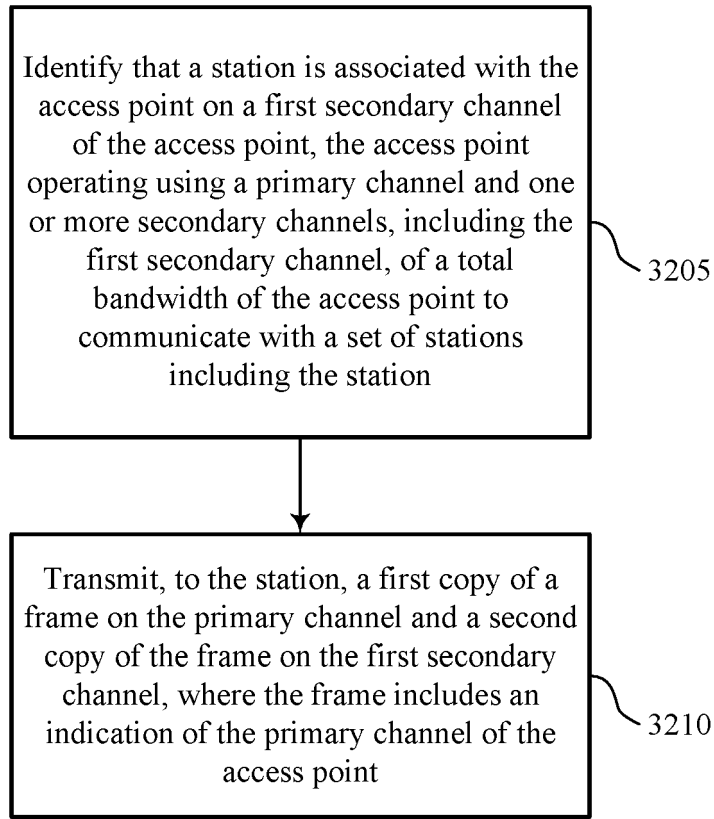 Identify that a station is associated with the
access point on a first secondary channel
of the access point, the access point
operating using a primary channel and one
or more secondary channels, including the
first secondary channel, of a total
bandwidth of the access point to
communicate with a set of stations
including the station
3205
Transmit, to the station, a first copy of a
frame on the primary channel and a second
copy of the frame on the first secondary
channel, where the frame includes an
indication of the primary channel of the
access point
3210